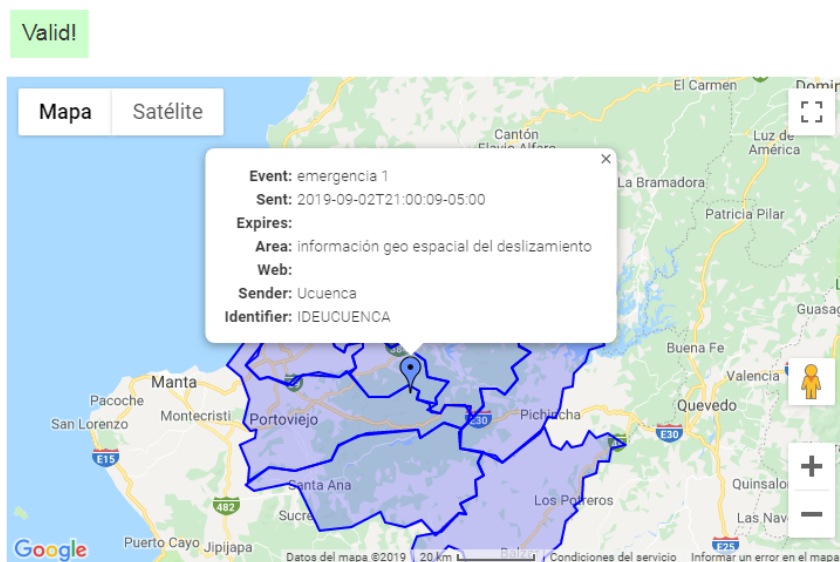 Valid!
Mapa
Satélite
El Carmen
Cantón
Flavio Alfaro
Luz de
América
La Bramadora
Patricia Pilar
Event: emergencia 1
Sent: 2019-09-02T21:00:09-05:00
Expires:
Area: información geo espacial del deslizamiento
Web:
Sender: Ucuenca
Identifier: IDEUCUENCA
Buena Fe
Valencia
Manta
Pacoche
San Lorenzo
Montecristi
Portoviejo
Pichincha
Quevedo
E30
E30
E15
Santa Ana
482
Sucre
Los Potreros
Puerto Cayo
Jipijapa
E25
Google
Datos del mapa ©2019
20 km
Condiciones del servicio
Informar un error en el mapa